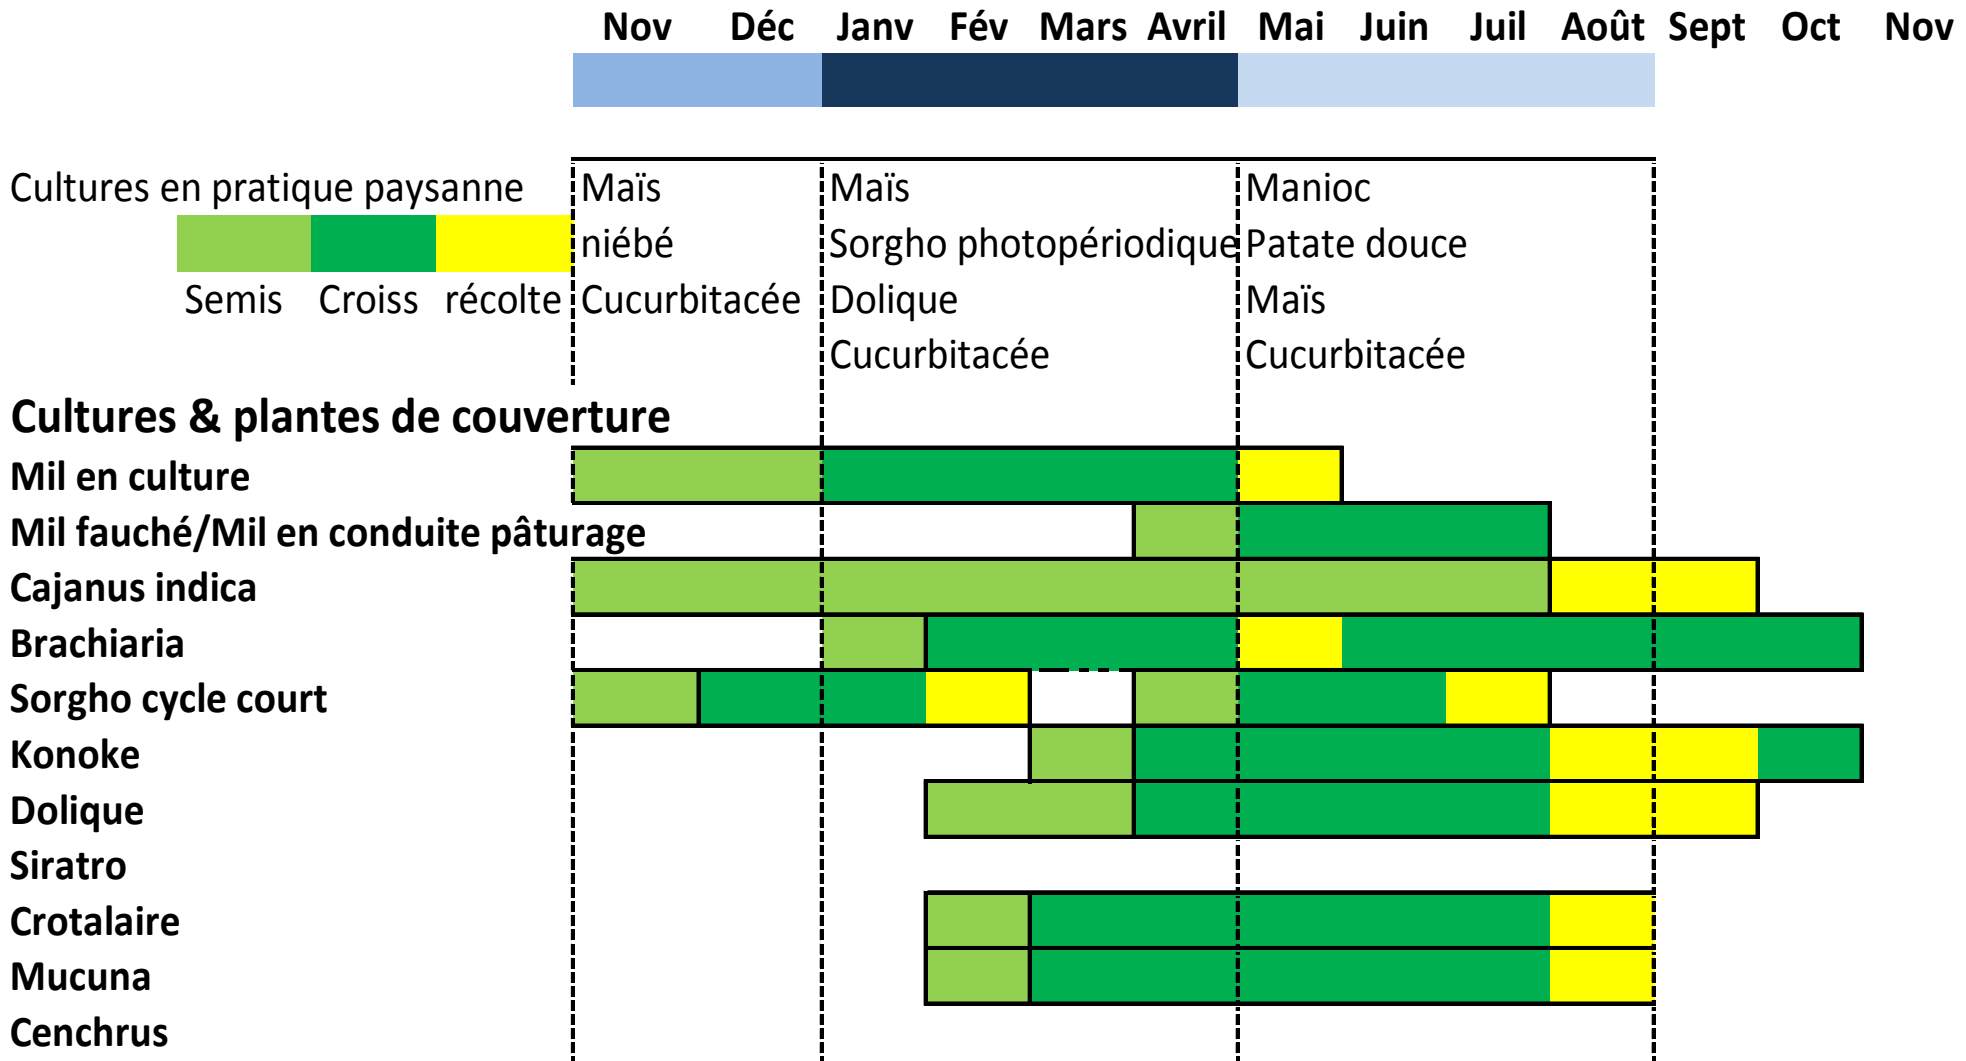 Nov Déc Janv Fév Mars Avril Mai Juin Juil Août Sept Oct Nov
Cultures en pratique paysanne Maïs Maïs Manioc
niébé Sorgho photopériodique Patate douce
Semis Croiss récolte Cucurbitacée Dolique Maïs
Cucurbitacée Cucurbitacée
Cultures & plantes de couverture
Mil en culture
Mil fauché/Mil en conduite pâturage
Cajanus indica
Brachiaria
Sorgho cycle court
Konoke
Dolique
Siratro
Crotalaire
Mucuna
Cenchrus